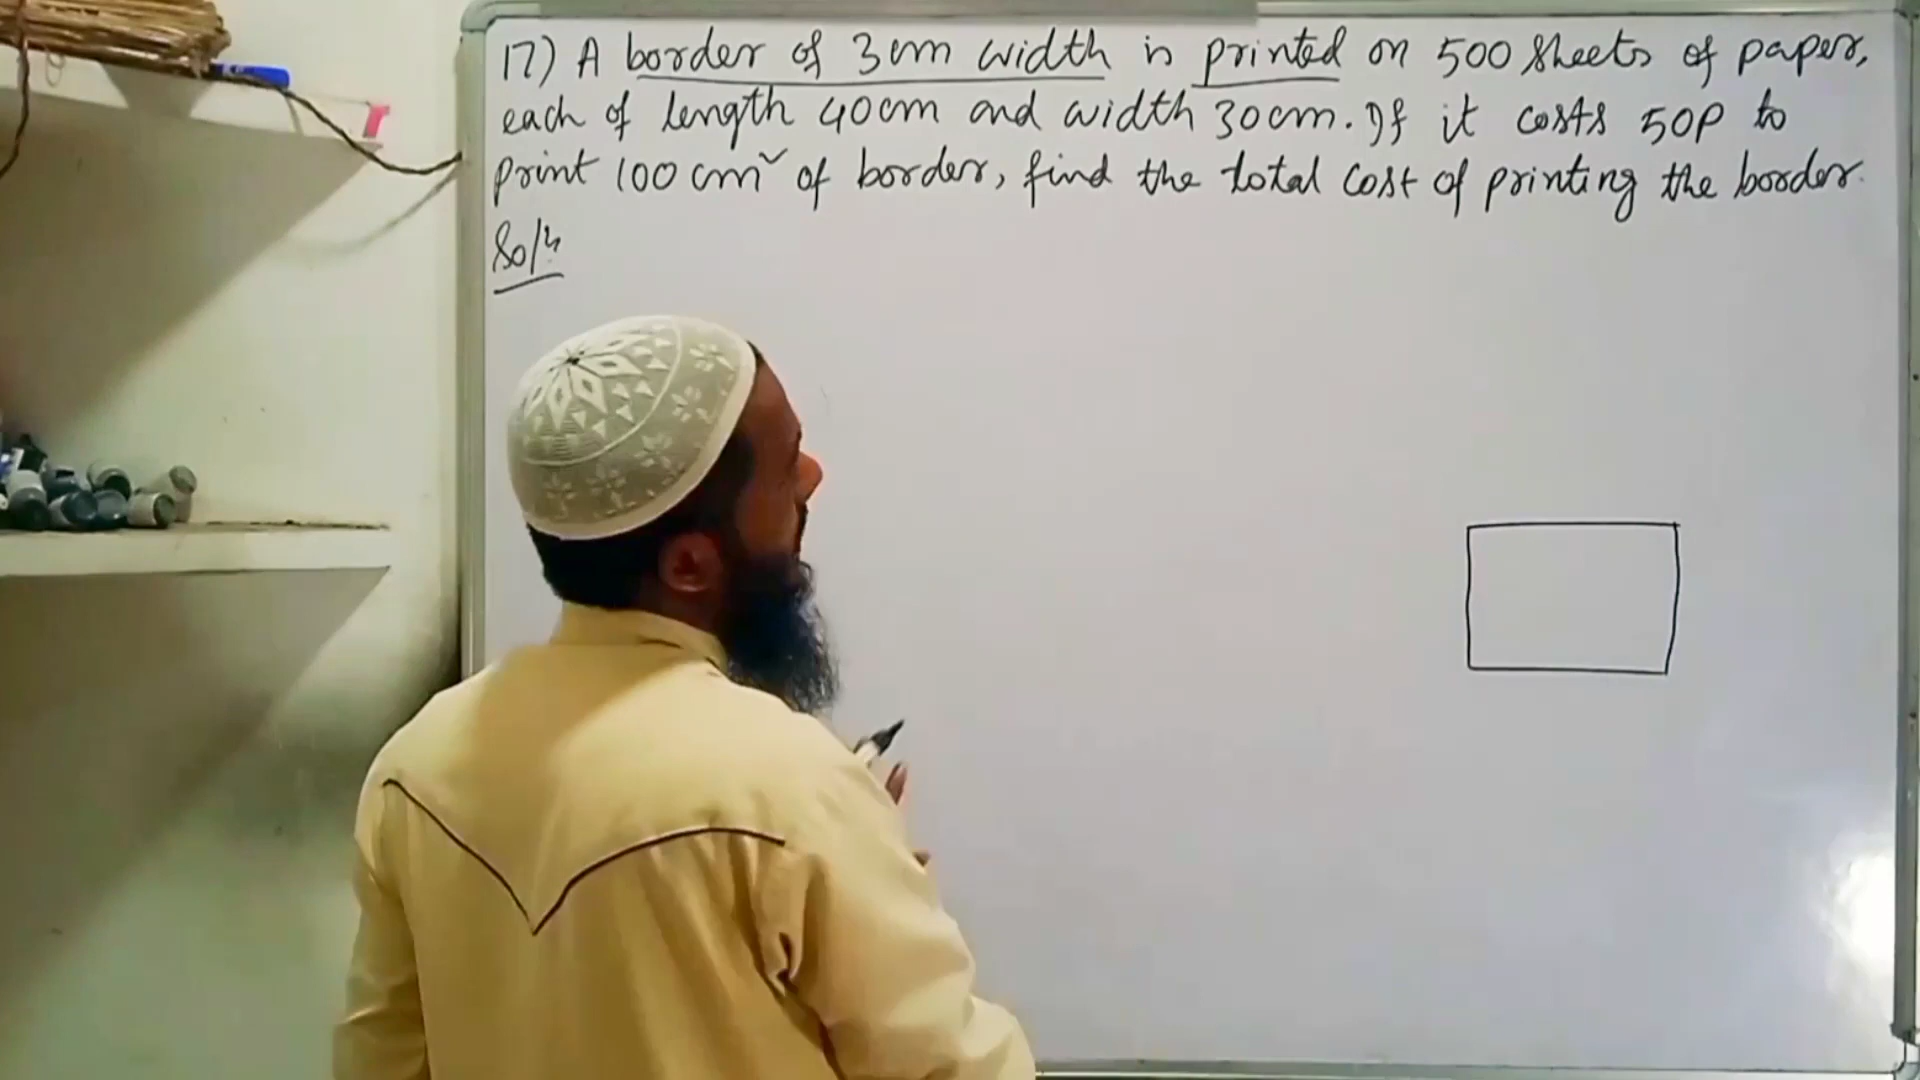 17) A border of 3cm width is printed on 500 sheets of paper,
each of length 40cm and width 30cm. If it costs 50P to
print 100 cm² of border, find the total cost of printing the border.
Soln